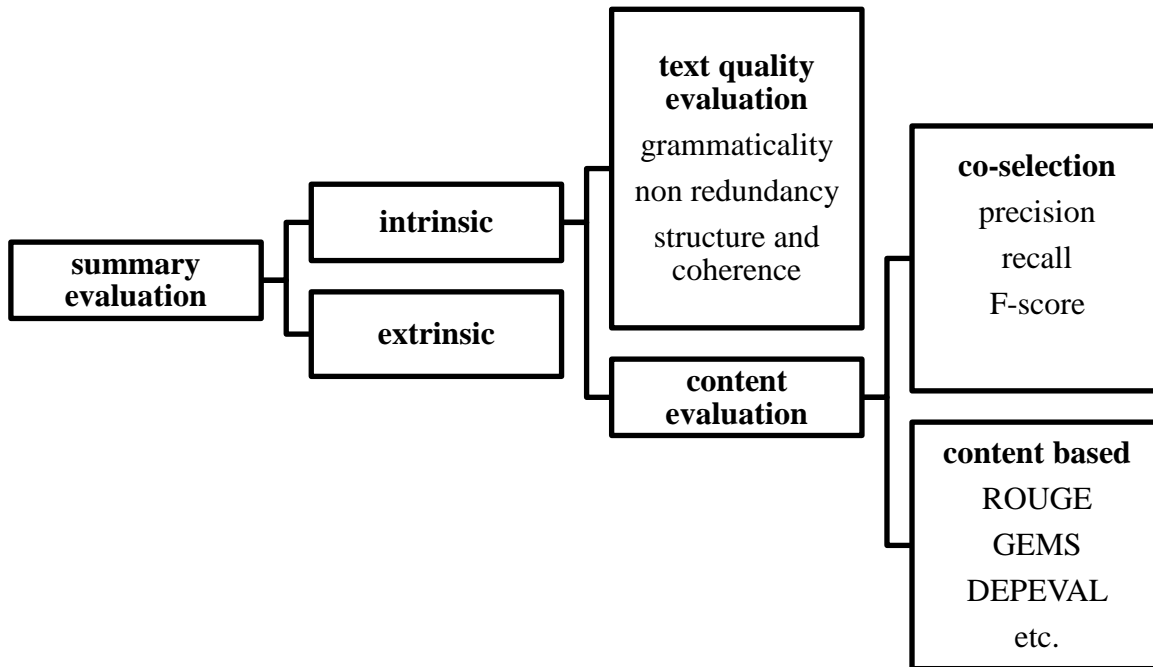 summary
evaluation
intrinsic
extrinsic
text quality
evaluation
grammaticality
non redundancy
structure and
coherence
content
evaluation
co-selection
precision
recall
F-score
content based
ROUGE
GEMS
DEPEVAL
etc.